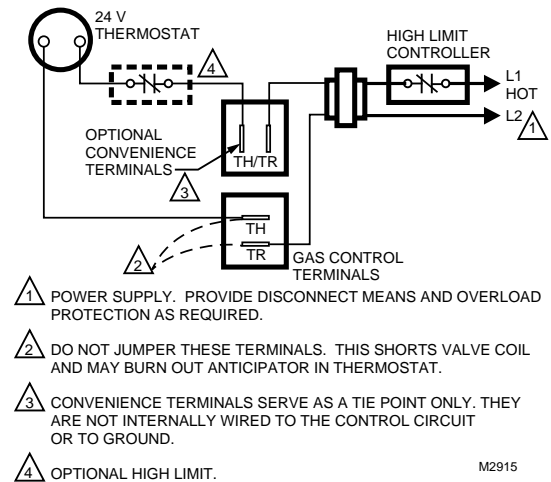 24 V
THERMOSTAT
4
HIGH LIMIT
CONTROLLER
L1
HOT
L2
1
OPTIONAL
CONVENIENCE
TERMINALS
TH/TR
3
TH
TR
2
GAS CONTROL
TERMINALS
1 POWER SUPPLY. PROVIDE DISCONNECT MEANS AND OVERLOAD
PROTECTION AS REQUIRED.
2 DO NOT JUMPER THESE TERMINALS. THIS SHORTS VALVE COIL
AND MAY BURN OUT ANTICIPATOR IN THERMOSTAT.
3 CONVENIENCE TERMINALS SERVE AS A TIE POINT ONLY. THEY
ARE NOT INTERNALLY WIRED TO THE CONTROL CIRCUIT
OR TO GROUND.
4 OPTIONAL HIGH LIMIT.
M2915